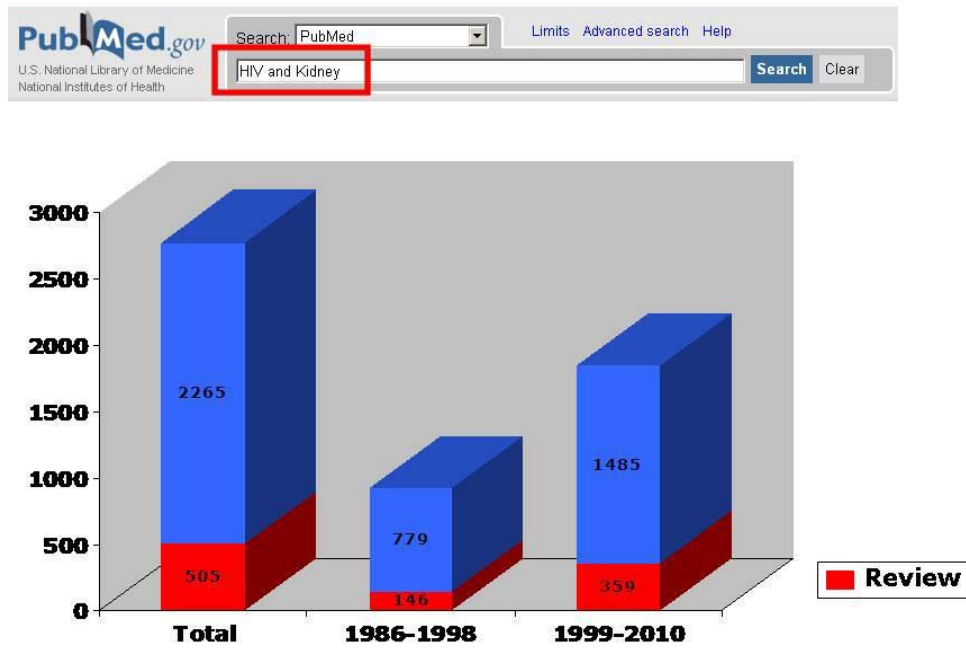 PubMed.gov
U.S. National Library of Medicine
National Institutes of Health
Search: PubMed
Limits Advanced search Help
HIV and Kidney
Search Clear
3000
2500
2000
1500
1000
500
0
2265
505
779
146
1485
359
Total 1986-1998 1999-2010
Review